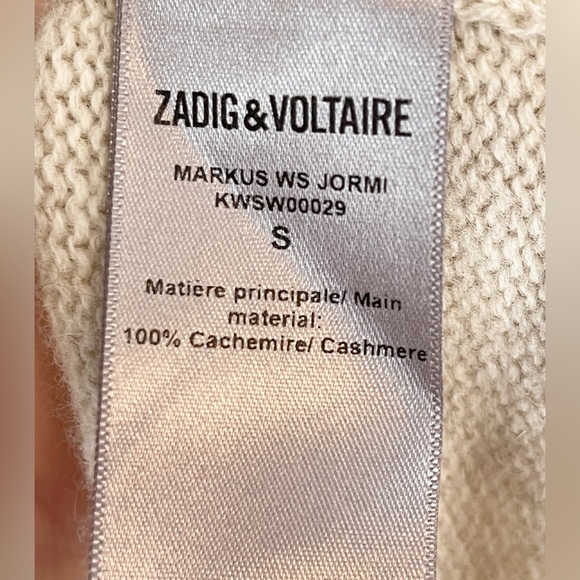 ZADIG&VOLTAIRE
MARKUS WS JORMI
KWSW00029
S
Matiere principale/ Main
material:
100% Cachemire/ Cashmere